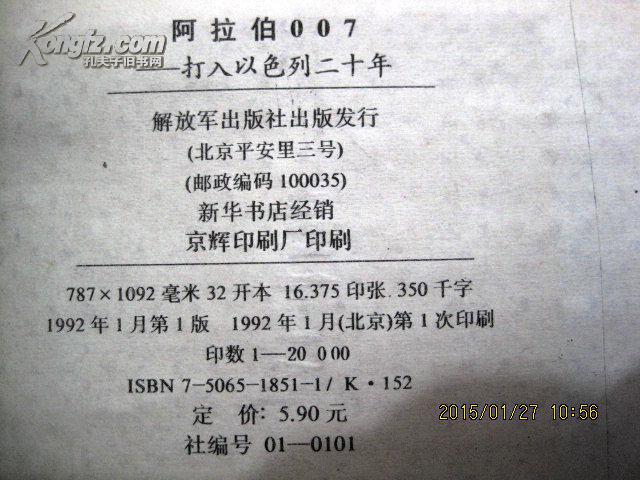 Kongfz.com
孔夫子旧书网
阿拉伯007
—打入以色列二十年
解放军出版社出版发行
(北京平安里三号)
(邮政编码100035)
新华书店经销
京辉印刷厂印刷
787×1092毫米 32开本 16.375印张 350千字
1992年1月第1版 1992年1月(北京)第1次印刷
印数1—20 000
ISBN 7-5065-1851-1/ K·152
定 价: 5.90元
社编号 01—0101
2015/01/27 10:56